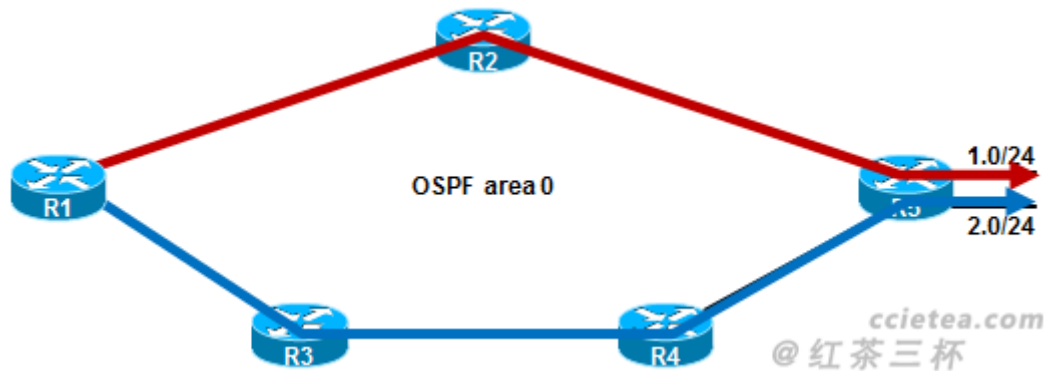 R2
1.0/24
R1
OSPF area 0
R5
2.0/24
R3
R4
ccietea.com
@红茶三杯